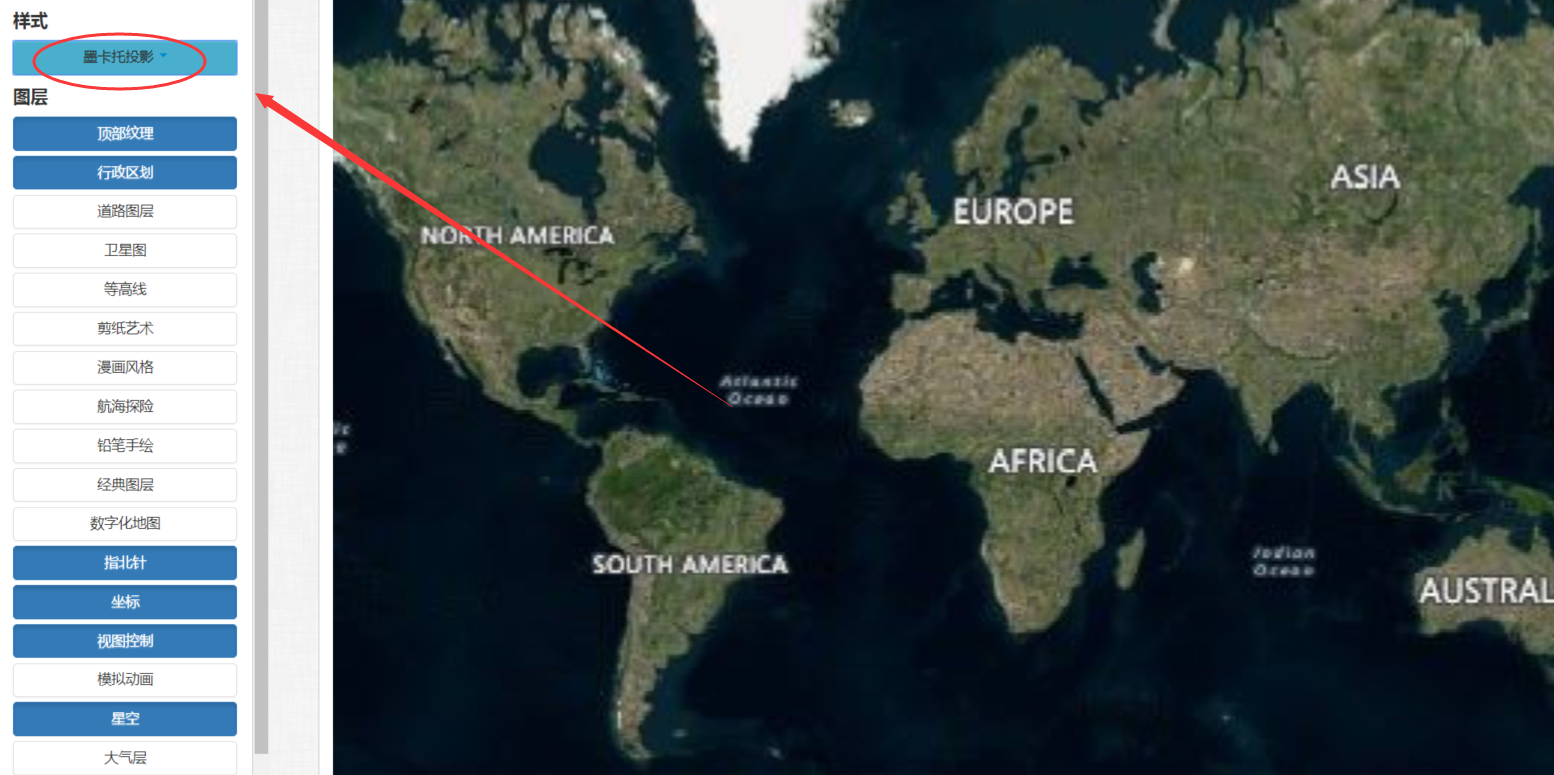 样式
墨卡托投影
图层
顶部纹理
行政区划
道路图层
卫星图
等高线
剪纸艺术
漫画风格
航海探险
铅笔手绘
经典图层
数字化地图
指北针
坐标
视图控制
模拟动画
星空
大气层
NORTH AMERICA
EUROPE
ASIA
Atlantic
Ocean
AFRICA
SOUTH AMERICA
Indian
Ocean
AUSTRAL